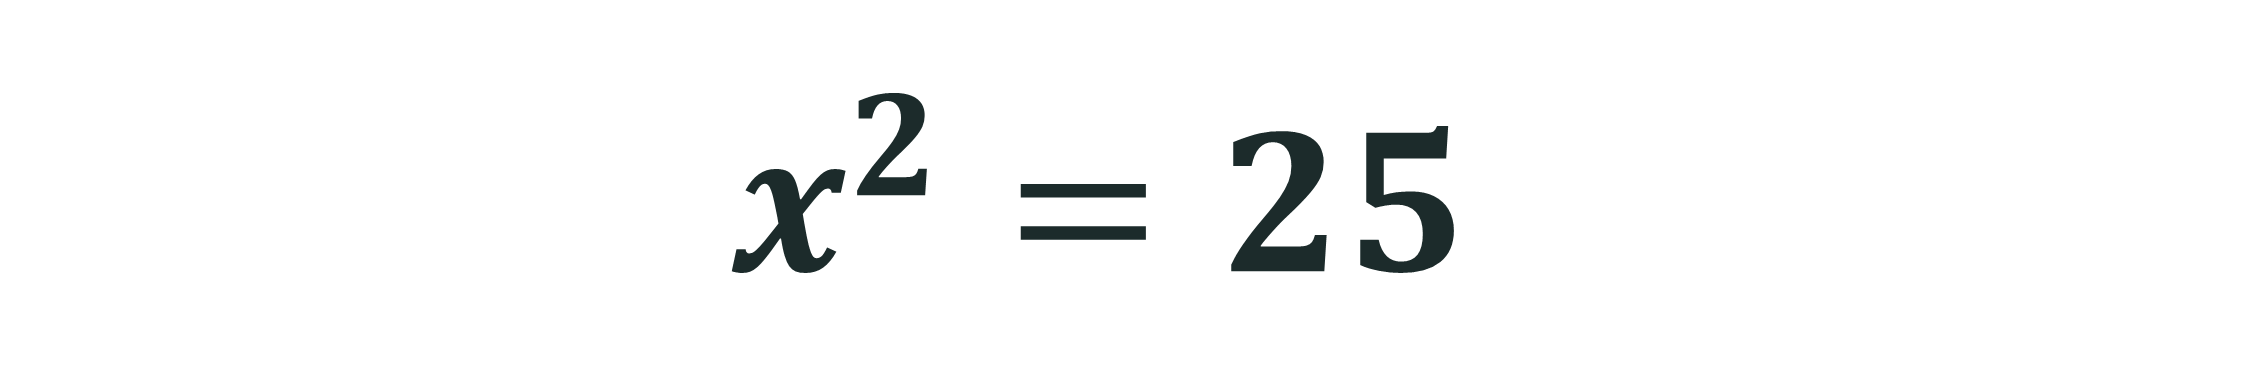 x² = 25